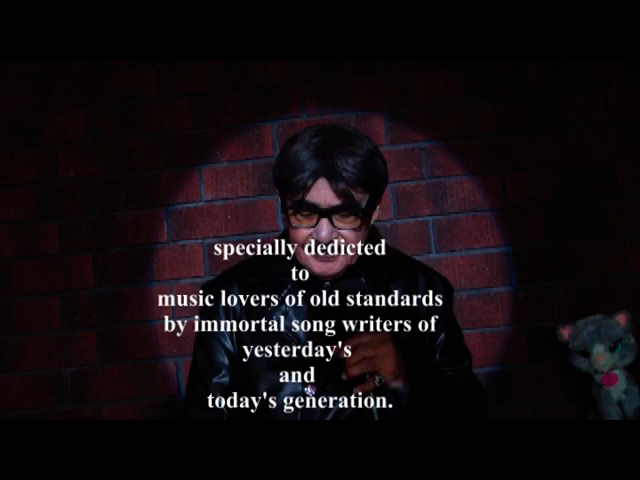 specially dedicted
to
music lovers of old standards
by immortal song writers of
yesterday's
and
today's generation.